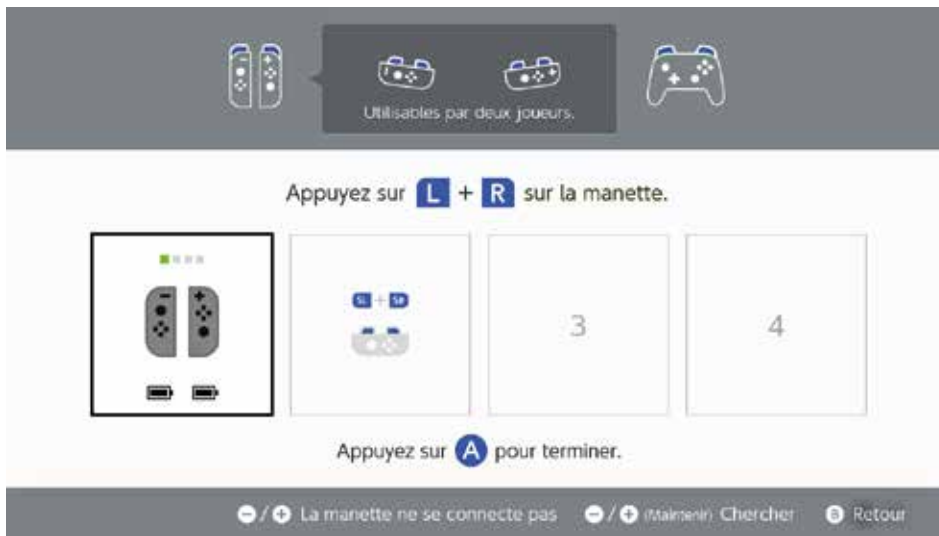 Utilisables par deux joueurs.
Appuyez sur L + R sur la manette.
SL + SR
3
4
Appuyez sur A pour terminer.
−/+ La manette ne se connecte pas −/+ (Maintenir) Chercher B Retour